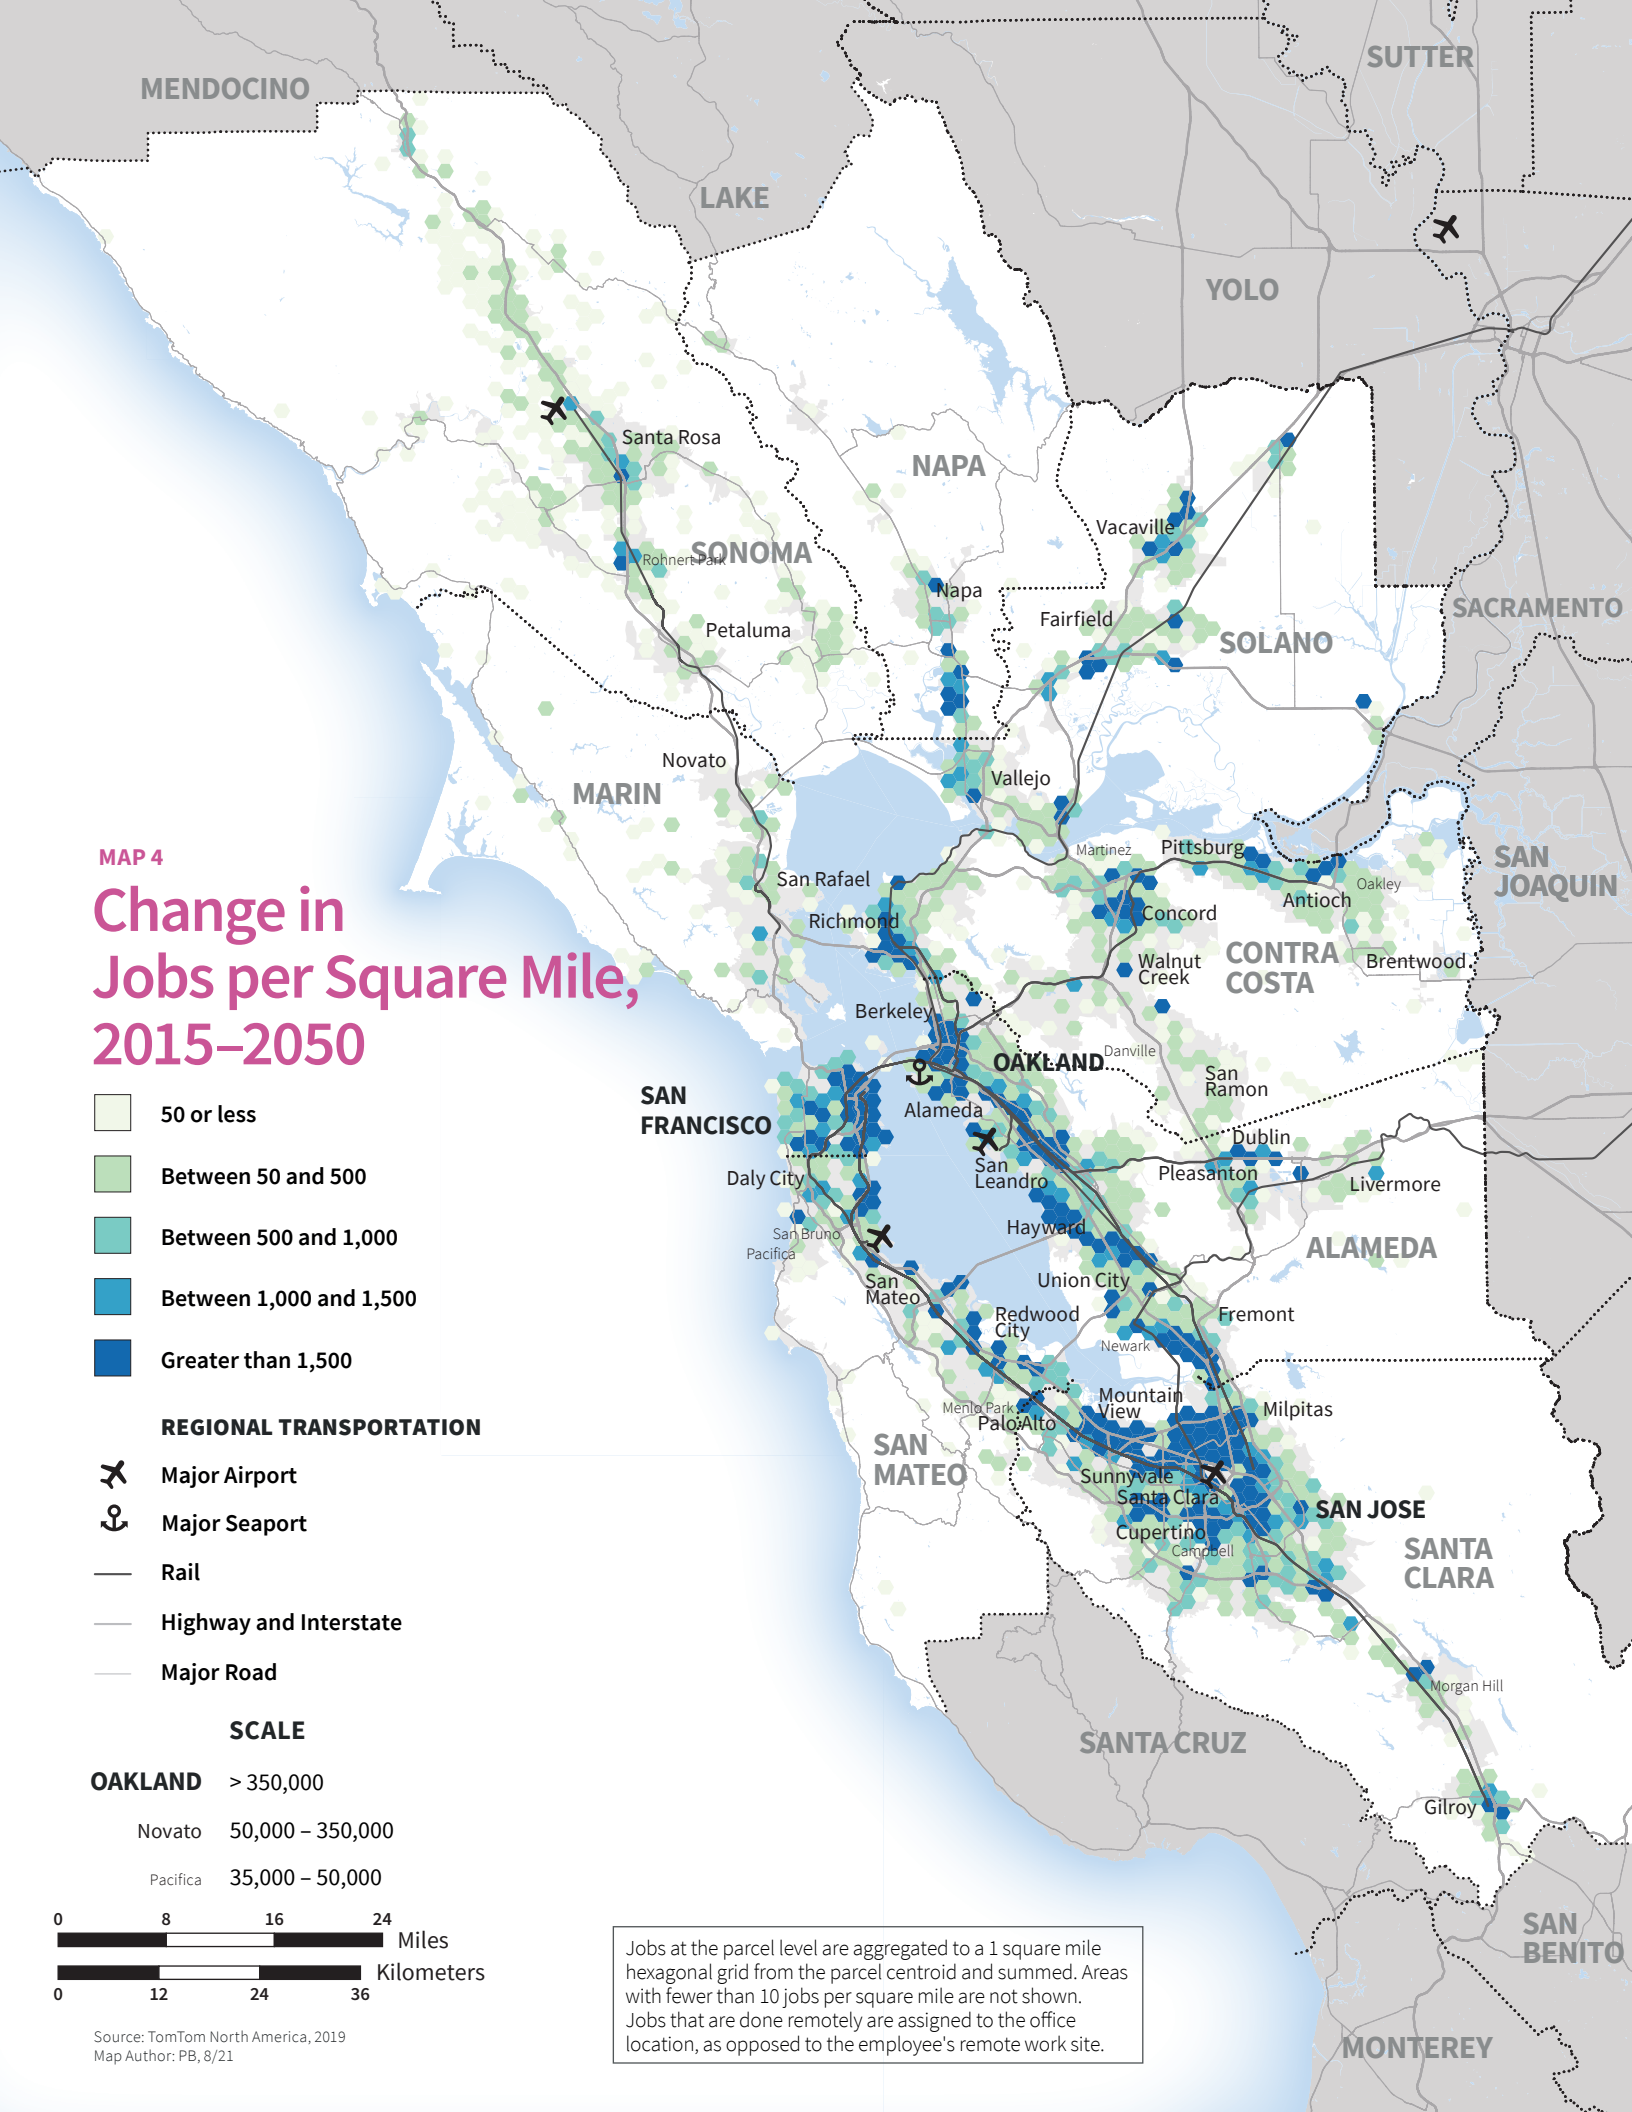 MENDOCINO
SUTTER
LAKE
YOLO
Santa Rosa
NAPA
Vacaville
SONOMA
Rohnert Park
Napa
SACRAMENTO
Fairfield
Petaluma
SOLANO
Novato
Vallejo
MARIN
MAP 4
Change in
Jobs per Square Mile,
2015–2050
Martinez
Pittsburg
SAN
JOAQUIN
San Rafael
Oakley
Antioch
Richmond
Concord
CONTRA
COSTA
Walnut
Creek
Brentwood
Berkeley
Danville
OAKLAND
San
Ramon
SAN
FRANCISCO
Alameda
Dublin
San
Leandro
Pleasanton
Livermore
Daly City
Hayward
San Bruno
Pacifica
ALAMEDA
San
Mateo
Union City
Redwood
City
Fremont
Newark
Mountain
View
Menlo Park
Palo Alto
Milpitas
SAN
MATEO
Sunnyvale
Santa Clara
SAN JOSE
Cupertino
Campbell
SANTA
CLARA
Morgan Hill
SANTA CRUZ
Gilroy
SAN
BENITO
MONTEREY
50 or less
Between 50 and 500
Between 500 and 1,000
Between 1,000 and 1,500
Greater than 1,500
REGIONAL TRANSPORTATION
Major Airport
Major Seaport
Rail
Highway and Interstate
Major Road
SCALE
OAKLAND > 350,000
Novato 50,000 – 350,000
Pacifica 35,000 – 50,000
0 8 16 24
Miles
Kilometers
0 12 24 36
Source: TomTom North America, 2019
Map Author: PB, 8/21
Jobs at the parcel level are aggregated to a 1 square mile
hexagonal grid from the parcel centroid and summed. Areas
with fewer than 10 jobs per square mile are not shown.
Jobs that are done remotely are assigned to the office
location, as opposed to the employee's remote work site.